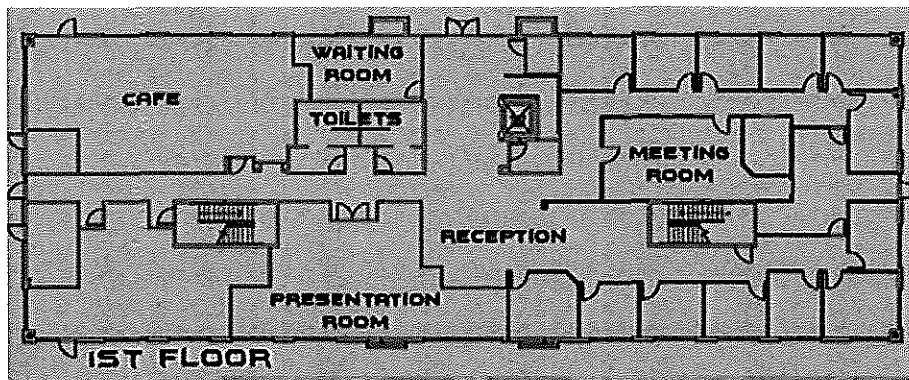 WAITING
ROOM
CAFE
TOILETS
MEETING
ROOM
RECEPTION
PRESENTATION
ROOM
1ST FLOOR